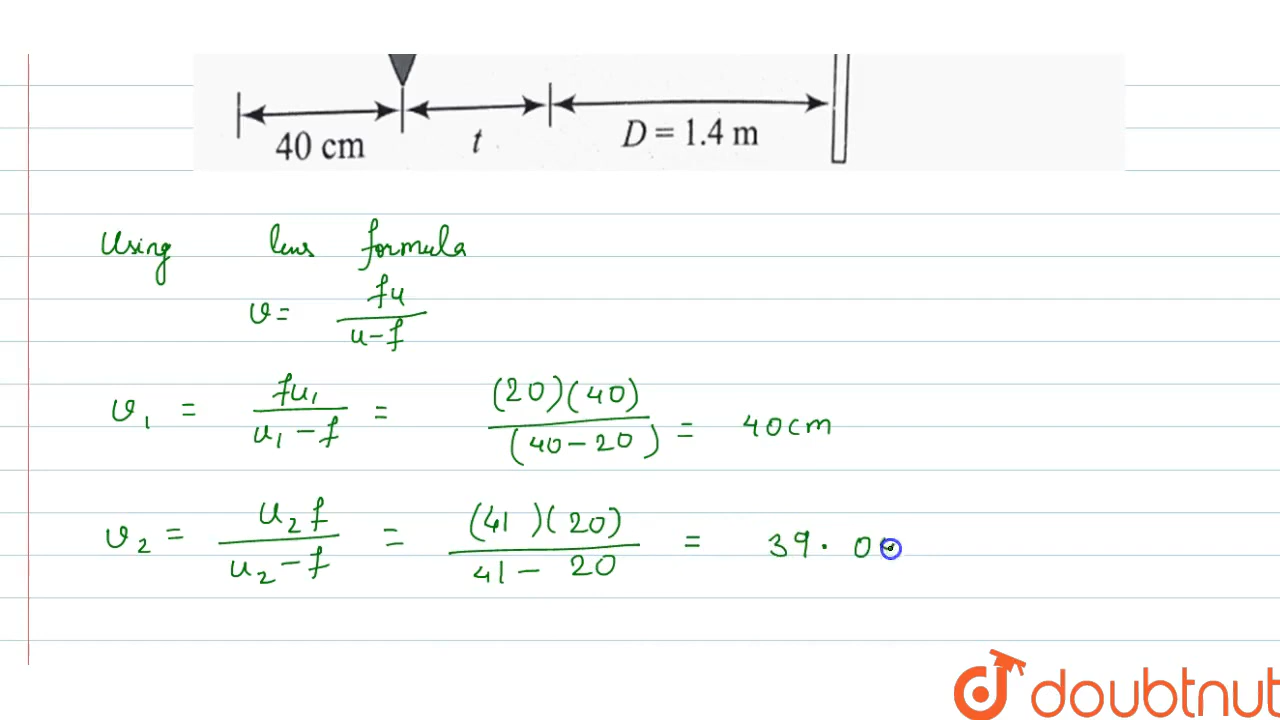 40 cm t D = 1.4 m
Using lens formula
v = fu / u - f
v₁ = fu₁ / u₁ - f = (20)(40) / (40 - 20) = 40cm
v₂ = u₂f / u₂ - f = (41)(20) / 41 - 20 = 39.0
doubtnut